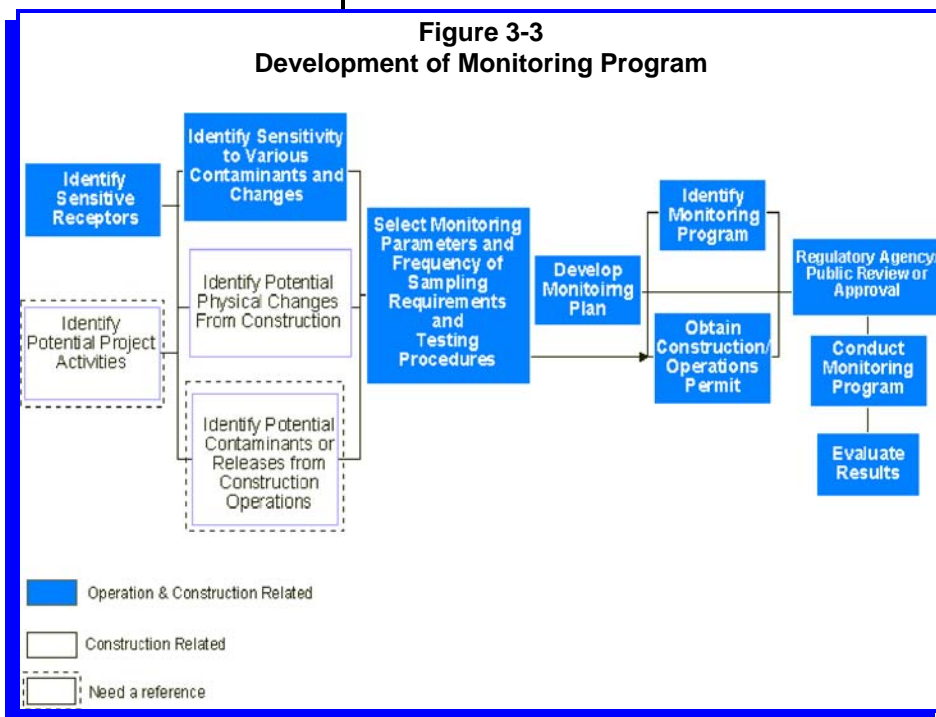 Figure 3-3
Development of Monitoring Program
Identify
Sensitive
Receptors
Identify
Potential Project
Activities
Identify Sensitivity
to Various
Contaminants and
Changes
Identify Potential
Physical Changes
From Construction
Identify Potential
Contaminants or
Releases from
Construction
Operations
Select Monitoring
Parameters and
Frequency of
Sampling
Requirements
and
Testing
Procedures
Develop
Monitoirng
Plan
Identify
Monitoring
Program
Obtain
Construction/
Operations
Permit
Regulatory Agency/
Public Review or
Approval
Conduct
Monitoring
Program
Evaluate
Results
Operation & Construction Related
Construction Related
Need a reference